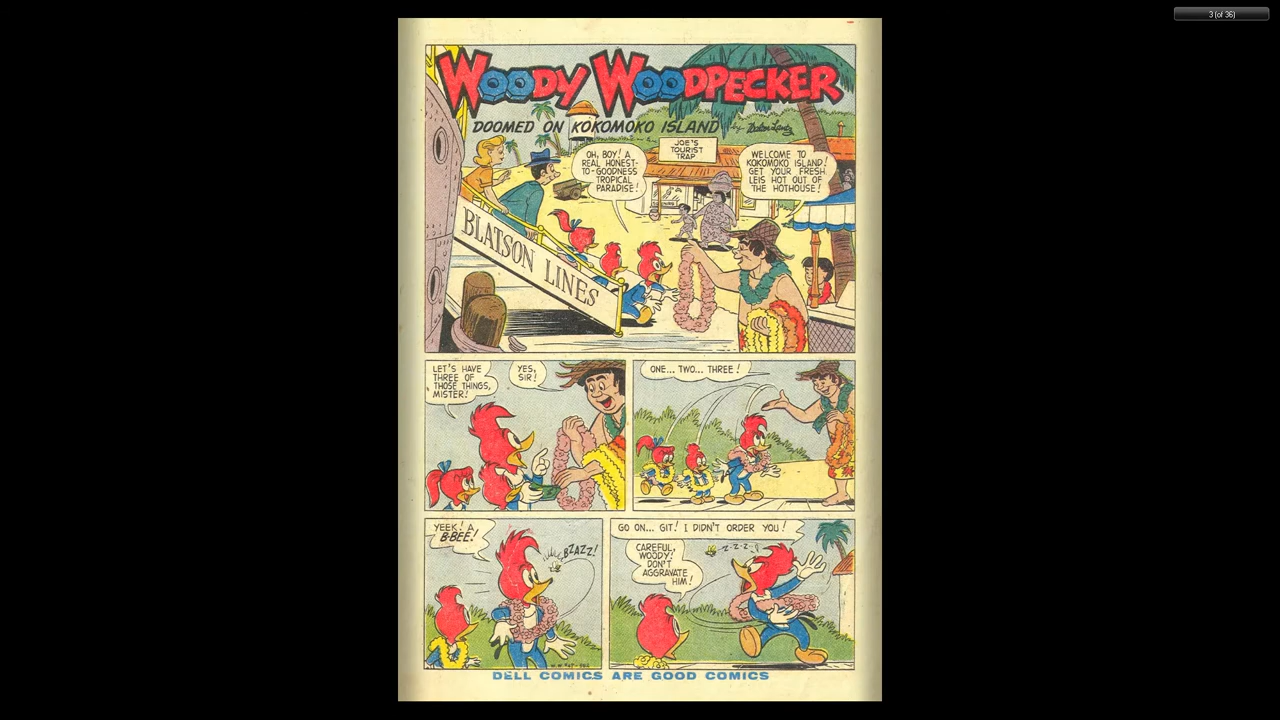 3 (of 36)
WOODY WOODPECKER
DOOMED ON KOKOMOKO ISLAND
by Walter Lantz
OH, BOY! A
REAL HONEST-
TO-GOODNESS
TROPICAL
PARADISE!
JOE'S
TOURIST
TRAP
WELCOME TO
KOKOMOKO ISLAND!
GET YOUR FRESH
LEIS HOT OUT OF
THE HOTHOUSE!
BLATSON LINES
LET'S HAVE
THREE OF
THOSE THINGS,
MISTER!
YES,
SIR!
ONE... TWO... THREE!
YEEK! A
B-BEE!
BZAZZ!
GO ON... GIT! I DIDN'T ORDER YOU!
CAREFUL,
WOODY!
DON'T
AGGRAVATE
HIM!
Z-Z-Z-
DELL COMICS ARE GOOD COMICS